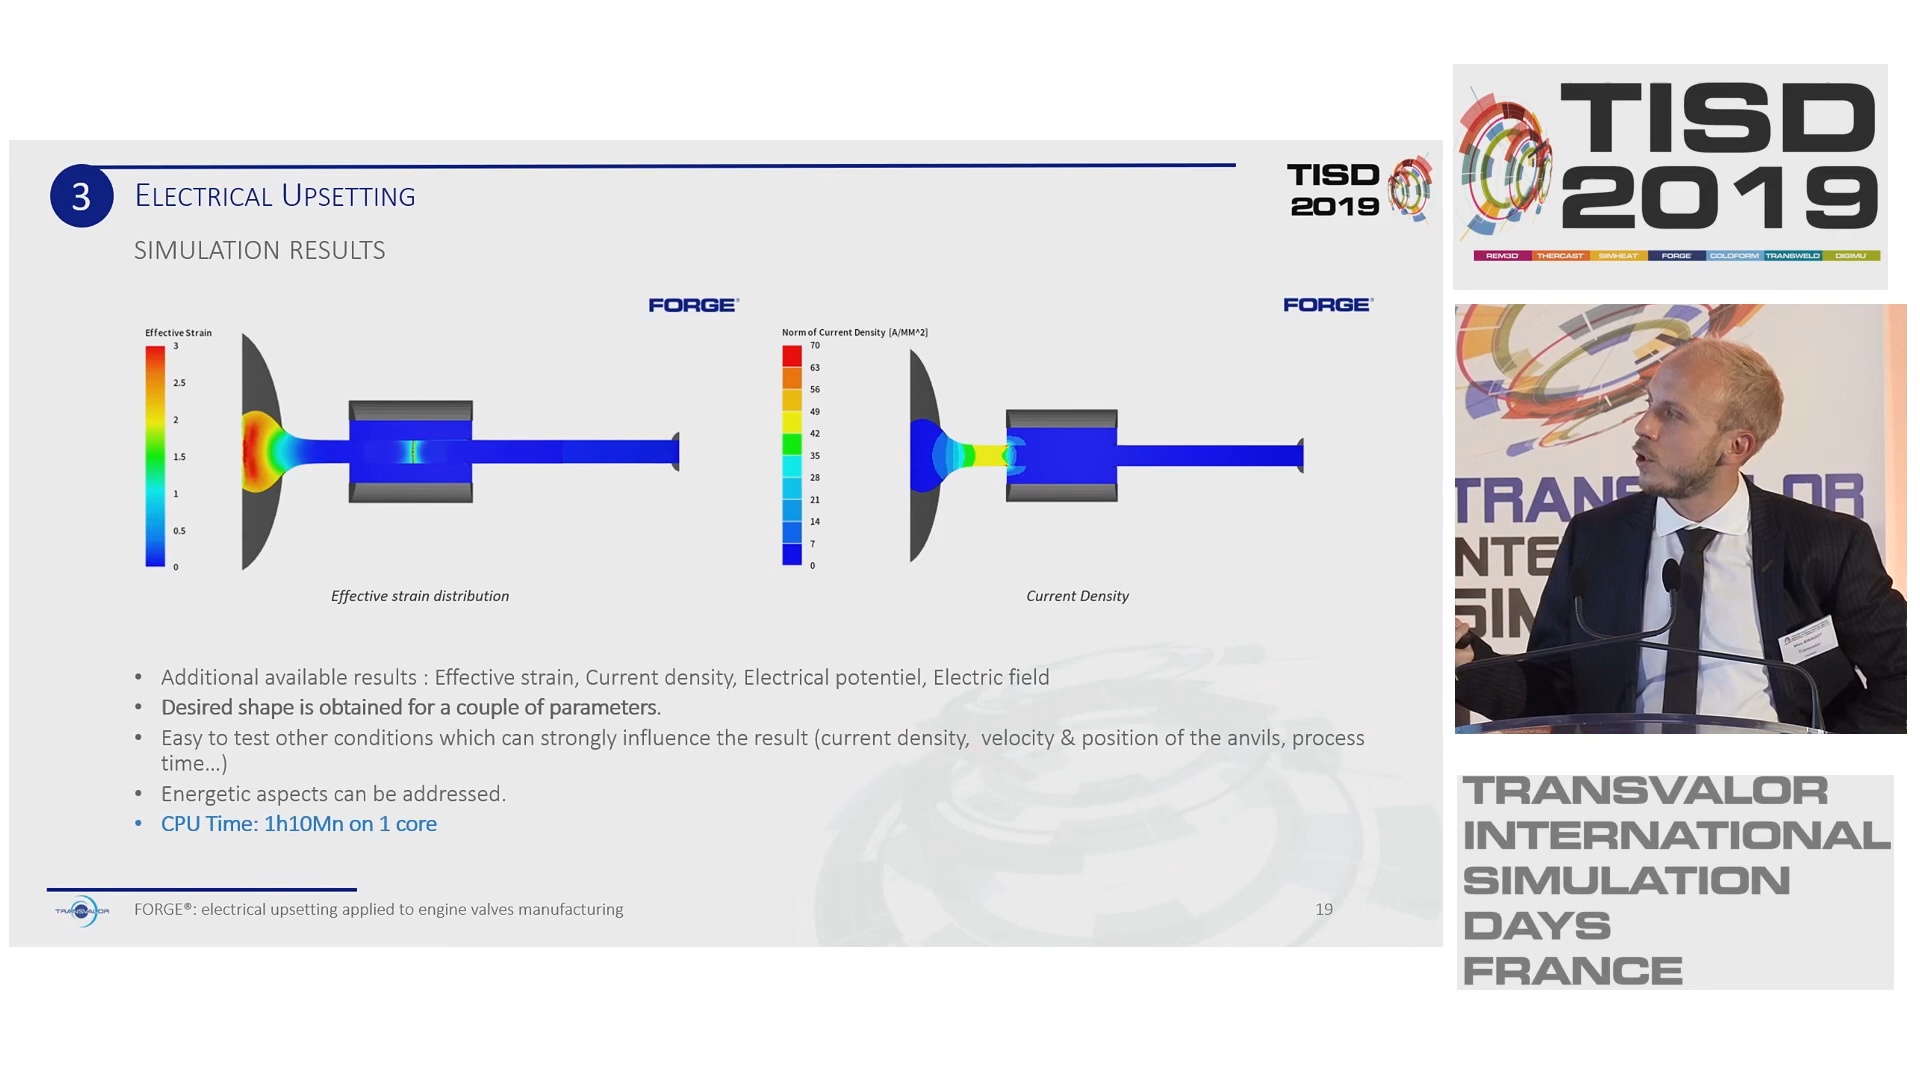 3
ELECTRICAL UPSETTING
SIMULATION RESULTS
TISD
2019
FORGE®
Effective Strain
3
2.5
2
1.5
1
0.5
0
Effective strain distribution
FORGE®
Norm of Current Density [A/MM^2]
70
63
56
49
42
35
28
21
14
7
0
Current Density
• Additional available results : Effective strain, Current density, Electrical potentiel, Electric field
• Desired shape is obtained for a couple of parameters.
• Easy to test other conditions which can strongly influence the result (current density, velocity & position of the anvils, process
time...)
• Energetic aspects can be addressed.
• CPU Time: 1h10Mn on 1 core
TRANSVALOR
FORGE®: electrical upsetting applied to engine valves manufacturing
19
TISD
2019
REM3D THERCAST SIMHEAT FORGE COLDFORM TRANSWELD DIGIMU
TRANS OR
NTE
SIM
TRANSVALOR
INTERNATIONAL
SIMULATION
DAYS
FRANCE